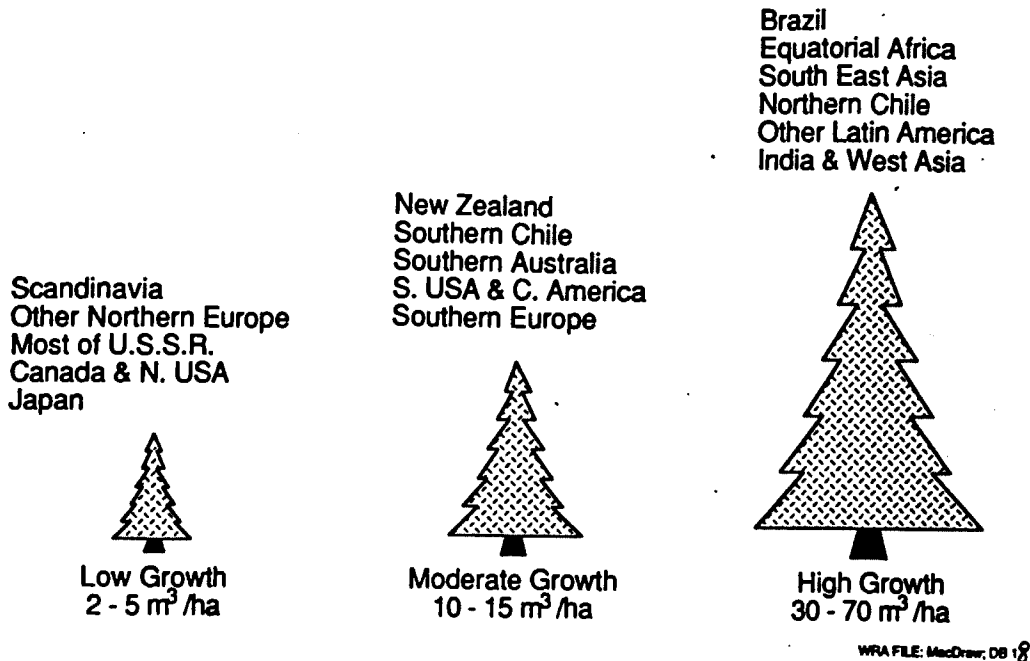 Brazil
Equatorial Africa
South East Asia
Northern Chile
Other Latin America
India & West Asia
New Zealand
Southern Chile
Southern Australia
S. USA & C. America
Southern Europe
Scandinavia
Other Northern Europe
Most of U.S.S.R.
Canada & N. USA
Japan
Low Growth
2 - 5 m³/ha
Moderate Growth
10 - 15 m³/ha
High Growth
30 - 70 m³/ha
WRA FILE: MacDraw; DB